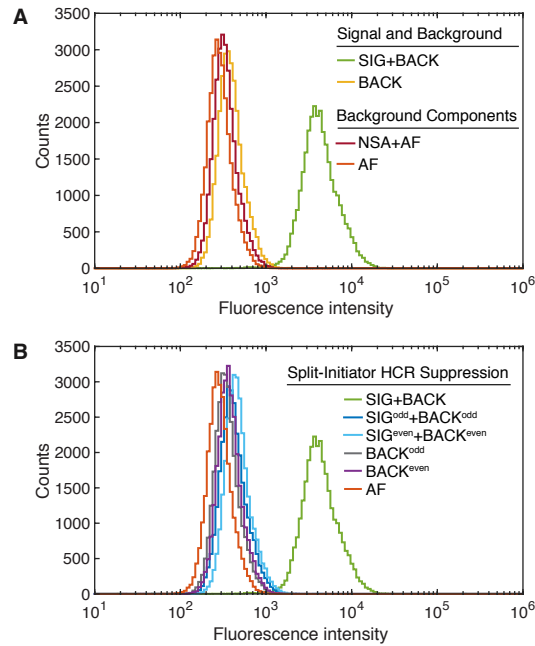 A
3500
3000
2500
2000
1500
1000
500
0
Counts
Signal and Background
SIG+BACK
BACK
Background Components
NSA+AF
AF
10^1 10^2 10^3 10^4 10^5 10^6
Fluorescence intensity
B
3500
3000
2500
2000
1500
1000
500
0
Counts
Split-Initiator HCR Suppression
SIG+BACK
SIG^odd+BACK^odd
SIG^even+BACK^even
BACK^odd
BACK^even
AF
10^1 10^2 10^3 10^4 10^5 10^6
Fluorescence intensity